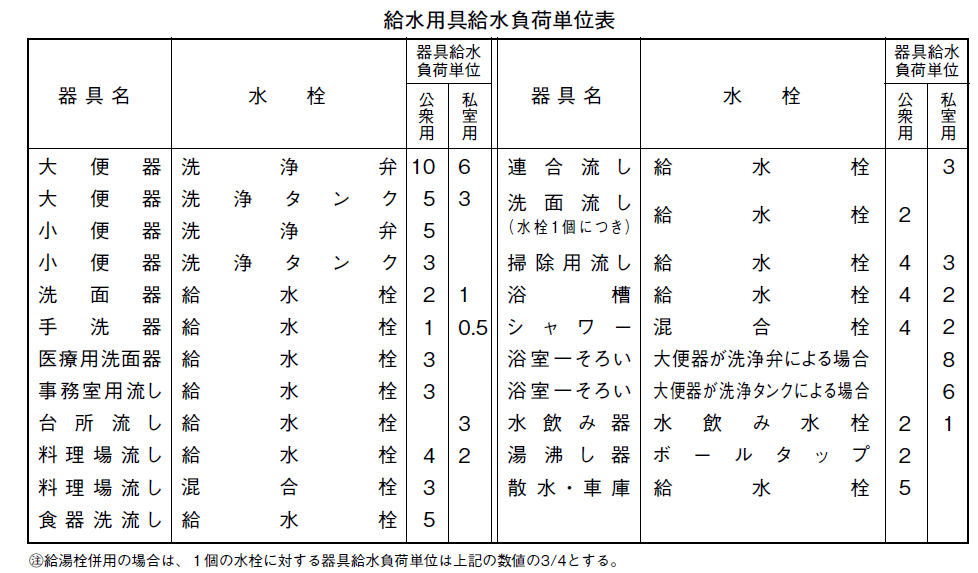 給水用具給水負荷単位表
器具名 水栓 器具給水負荷単位 器具名 水栓 器具給水負荷単位
公衆用 私室用 公衆用 私室用
大便器 洗浄弁 10 6 連合流し 給水栓 3
大便器 洗浄タンク 5 3 洗面流し(水栓1個につき) 給水栓 2
小便器 洗浄弁 5
小便器 洗浄タンク 3 掃除用流し 給水栓 4 3
洗面器 給水栓 2 1 浴槽 給水栓 4 2
手洗器 給水栓 1 0.5 シャワー 混合栓 4 2
医療用洗面器 給水栓 3 浴室一そろい 大便器が洗浄弁による場合 8
事務室用流し 給水栓 3 浴室一そろい 大便器が洗浄タンクによる場合 6
台所流し 給水栓 3 水飲み器 水飲み水栓 2 1
料理場流し 給水栓 4 2 湯沸し器 ボールタップ 2
料理場流し 混合栓 3 散水・車庫 給水栓 5
食器洗流し 給水栓 5
㊟給湯栓併用の場合は、1個の水栓に対する器具給水負荷単位は上記の数値の3/4とする。